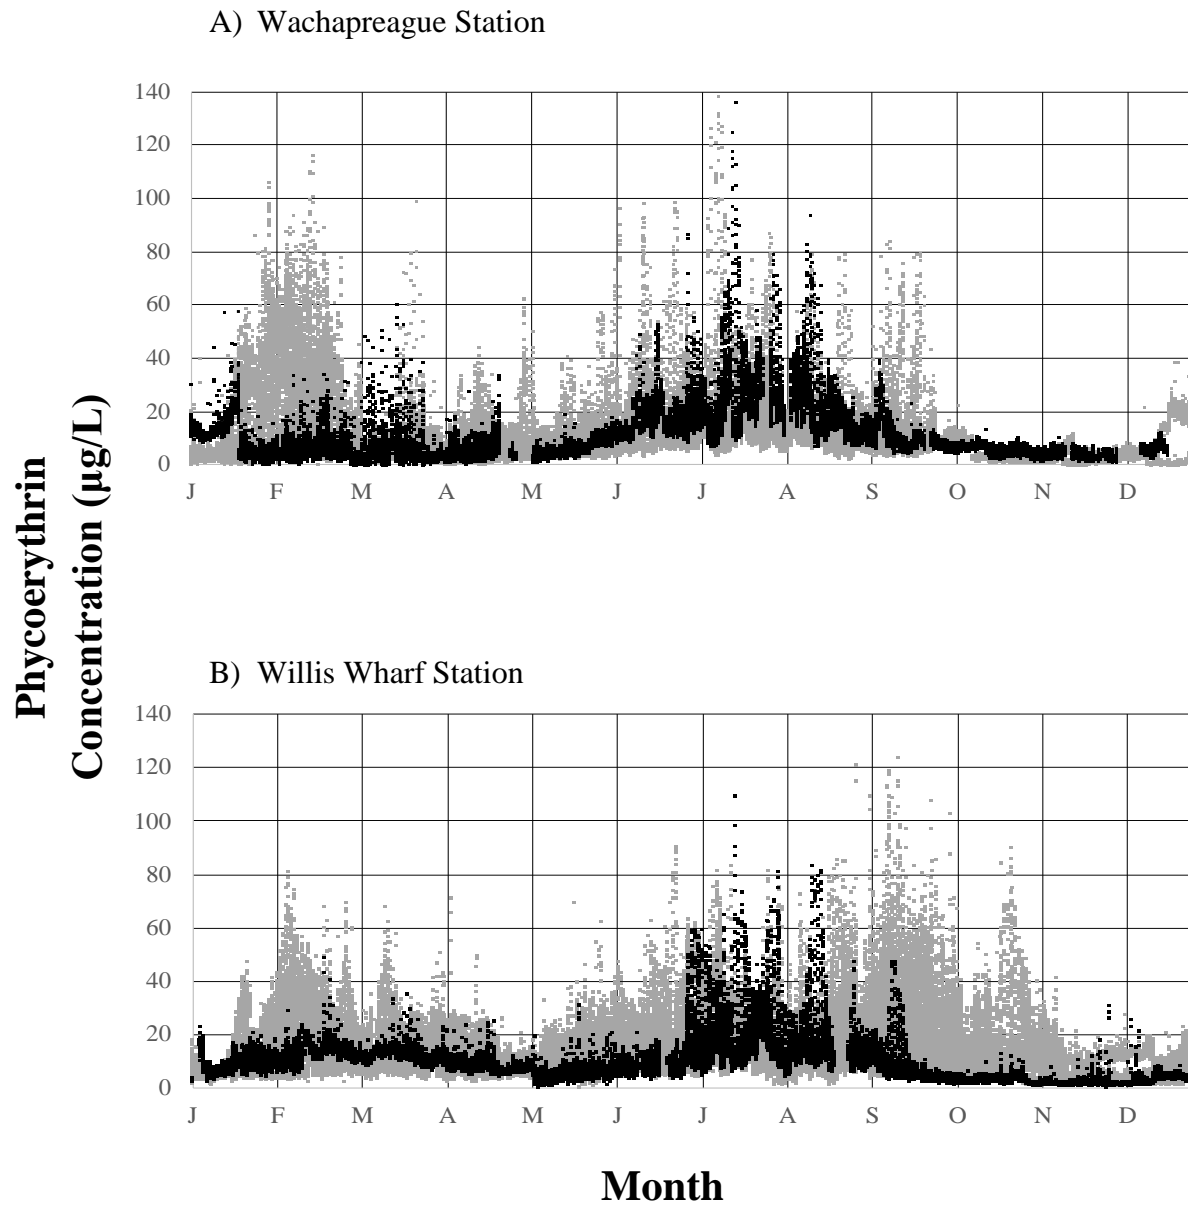 A) Wachapreague Station
140
120
100
80
60
40
20
0
J F M A M J J A S O N D
Phycoerythrin
Concentration (µg/L)
B) Willis Wharf Station
140
120
100
80
60
40
20
0
J F M A M J J A S O N D
Month